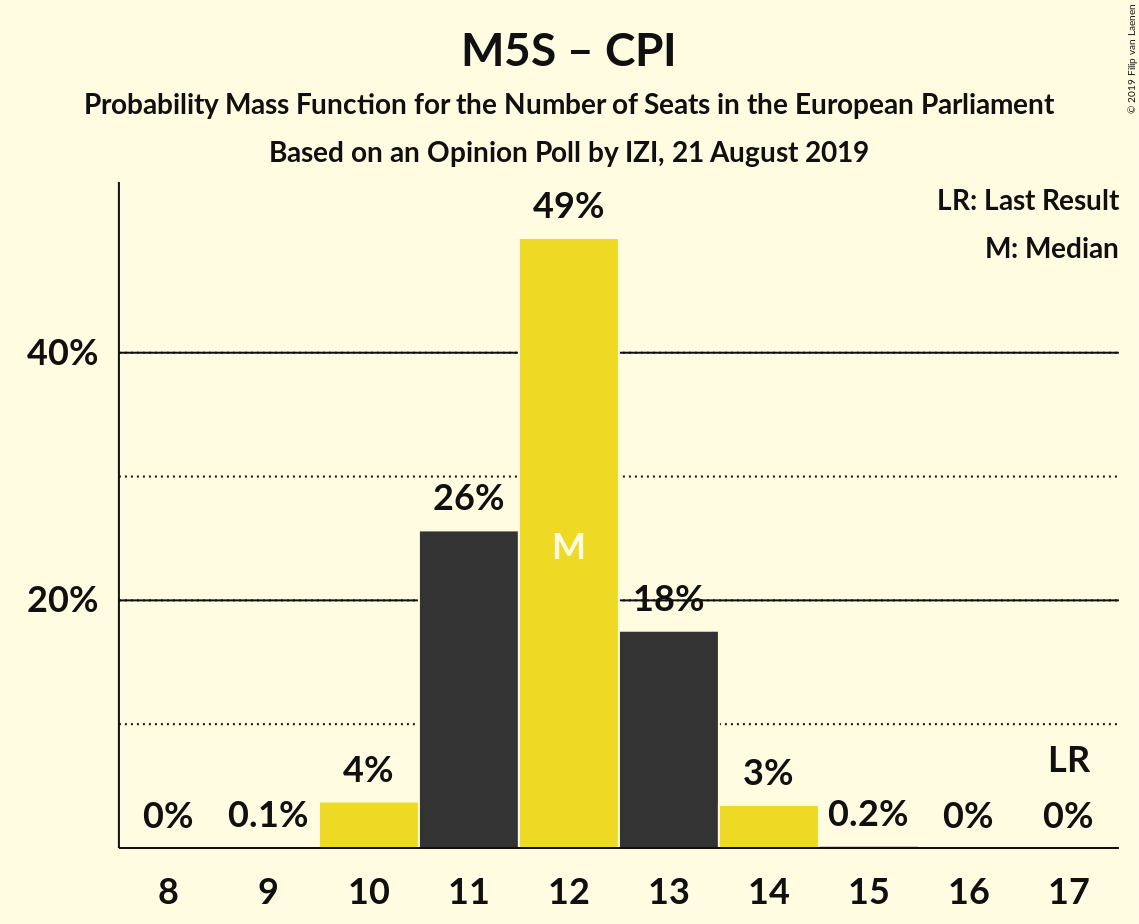 M5S – CPI
Probability Mass Function for the Number of Seats in the European Parliament
Based on an Opinion Poll by IZI, 21 August 2019
© 2019 Filip van Laenen
LR: Last Result
M: Median
49%
40%
26%
M
20%
18%
LR
4%
3%
0%
0.1%
0.2%
0%
0%
8 9 10 11 12 13 14 15 16 17